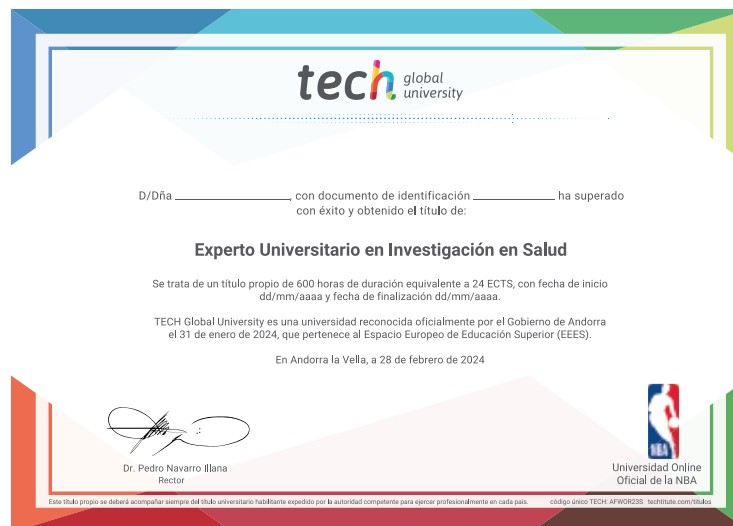 tech global
university
D/Dña ____________________, con documento de identificación ______________ ha superado
con éxito y obtenido el título de:
Experto Universitario en Investigación en Salud
Se trata de un título propio de 600 horas de duración equivalente a 24 ECTS, con fecha de inicio
dd/mm/aaaa y fecha de finalización dd/mm/aaaa.
TECH Global University es una universidad reconocida oficialmente por el Gobierno de Andorra
el 31 de enero de 2024, que pertenece al Espacio Europeo de Educación Superior (EEES).
En Andorra la Vella, a 28 de febrero de 2024
NBA
Dr. Pedro Navarro Illana
Rector
Universidad Online
Oficial de la NBA
Este título propio se deberá acompañar siempre del título universitario habilitante expedido por la autoridad competente para ejercer profesionalmente en cada país. código único TECH: AFWOR23S techtitute.com/titulos